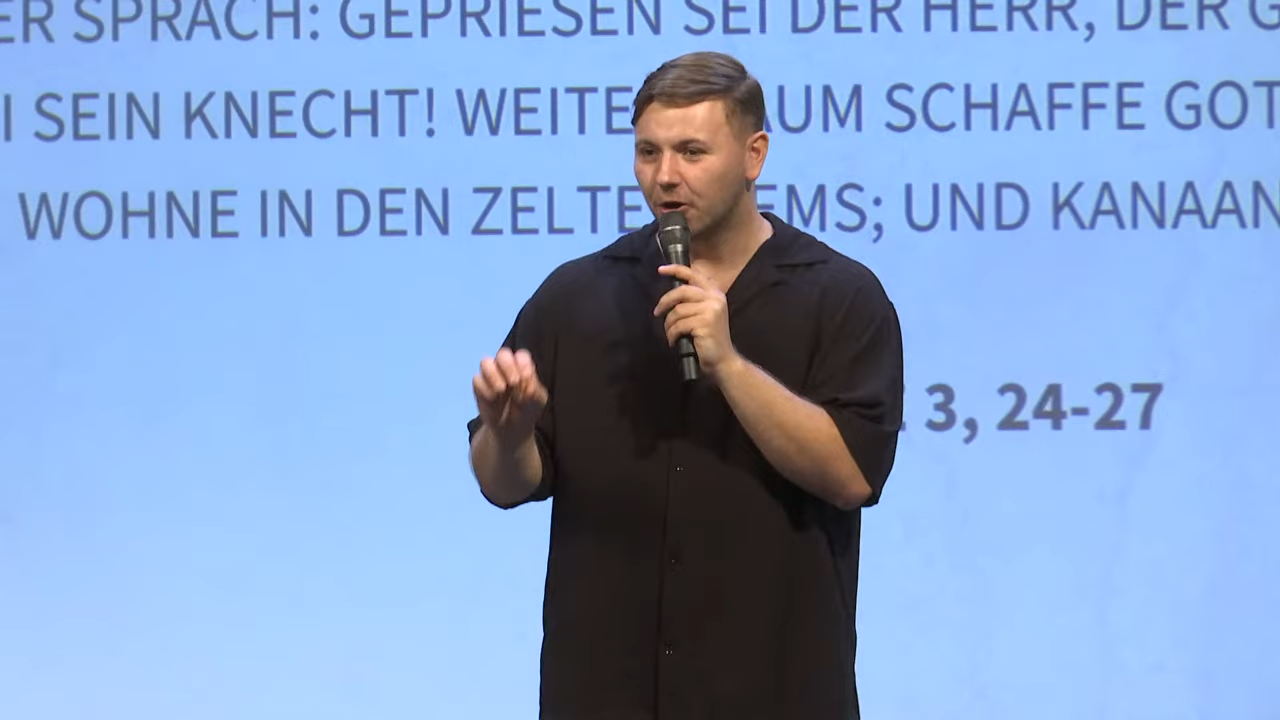 ER SPRACH: GEPRIESEN SEI DER HERR, DER G
I SEIN KNECHT! WEITE AUM SCHAFFE GOT
WOHNE IN DEN ZELTE EMS; UND KANAAN
3, 24-27